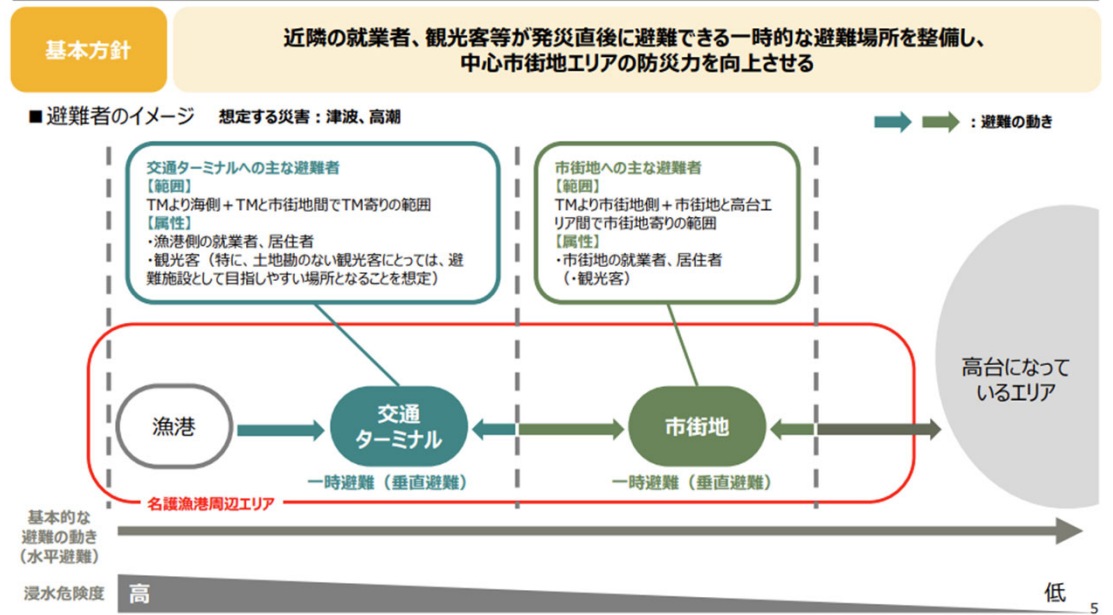 基本方針
近隣の就業者、観光客等が発災直後に避難できる一時的な避難場所を整備し、
中心市街地エリアの防災力を向上させる
■避難者のイメージ
想定する災害：津波、高潮
：避難の動き
交通ターミナルへの主な避難者
【範囲】
TMより海側＋TMと市街地間でTM寄りの範囲
【属性】
・漁港側の就業者、居住者
・観光客（特に、土地勘のない観光客にとっては、避
難施設として目指しやすい場所となることを想定）
市街地への主な避難者
【範囲】
TMより市街地側＋市街地と高台エ
リア間で市街地寄りの範囲
【属性】
・市街地の就業者、居住者
（・観光客）
漁港
交通
ターミナル
市街地
高台になって
いるエリア
一時避難（垂直避難）
一時避難（垂直避難）
名護漁港周辺エリア
基本的な
避難の動き
（水平避難）
浸水危険度
高
低
5